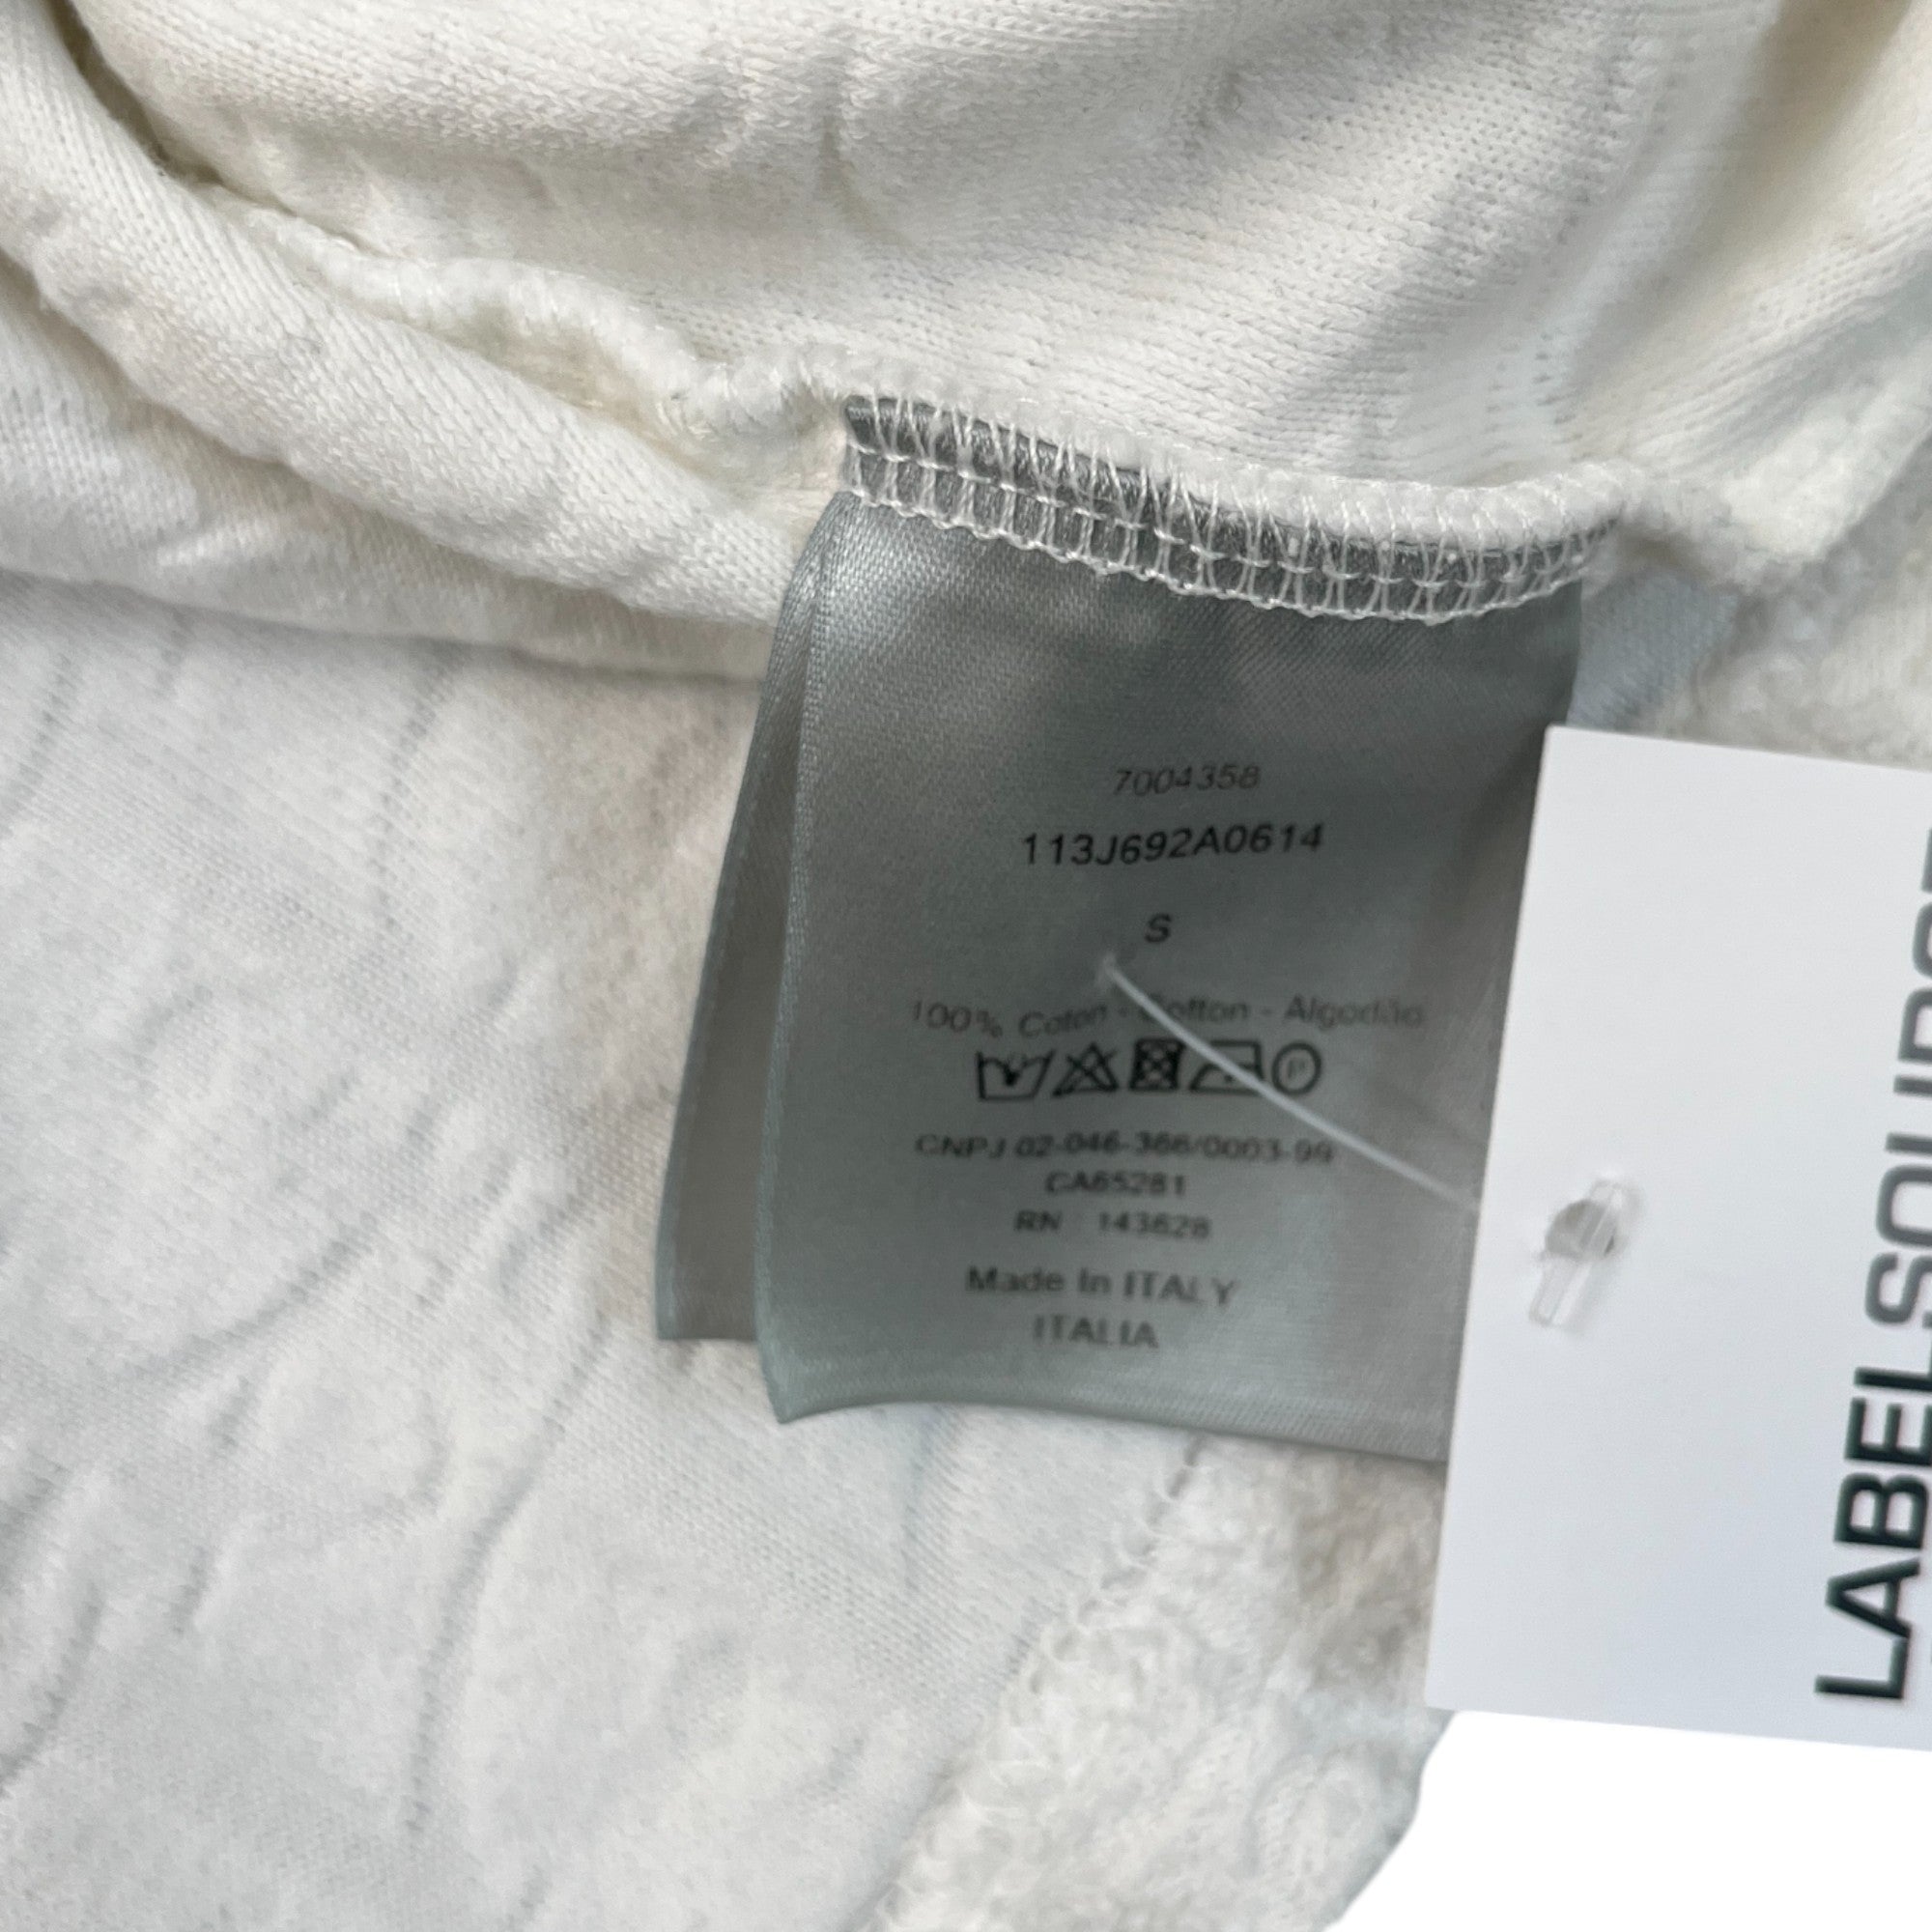 7004358
113J692A0614
S
100% Coton - Cotton - Algodão
P
CNPJ 02-046-366/0003-99
CA65281
RN : 143628
Made In ITALY
ITALIA
LABELSOURCE